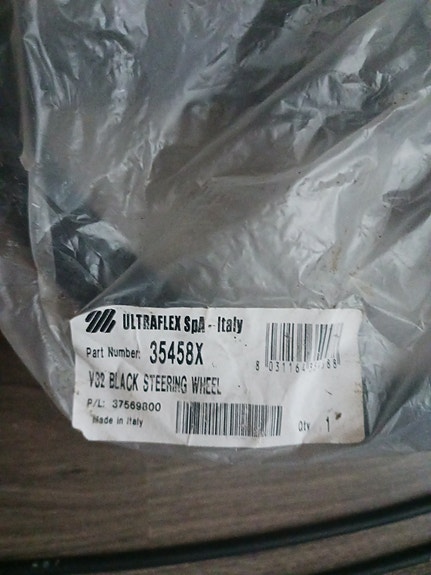 ULTRAFLEX SpA - Italy
Part Number: 35458X
V32 BLACK STEERING WHEEL
P/L: 37569800
Made in Italy
Qty 1